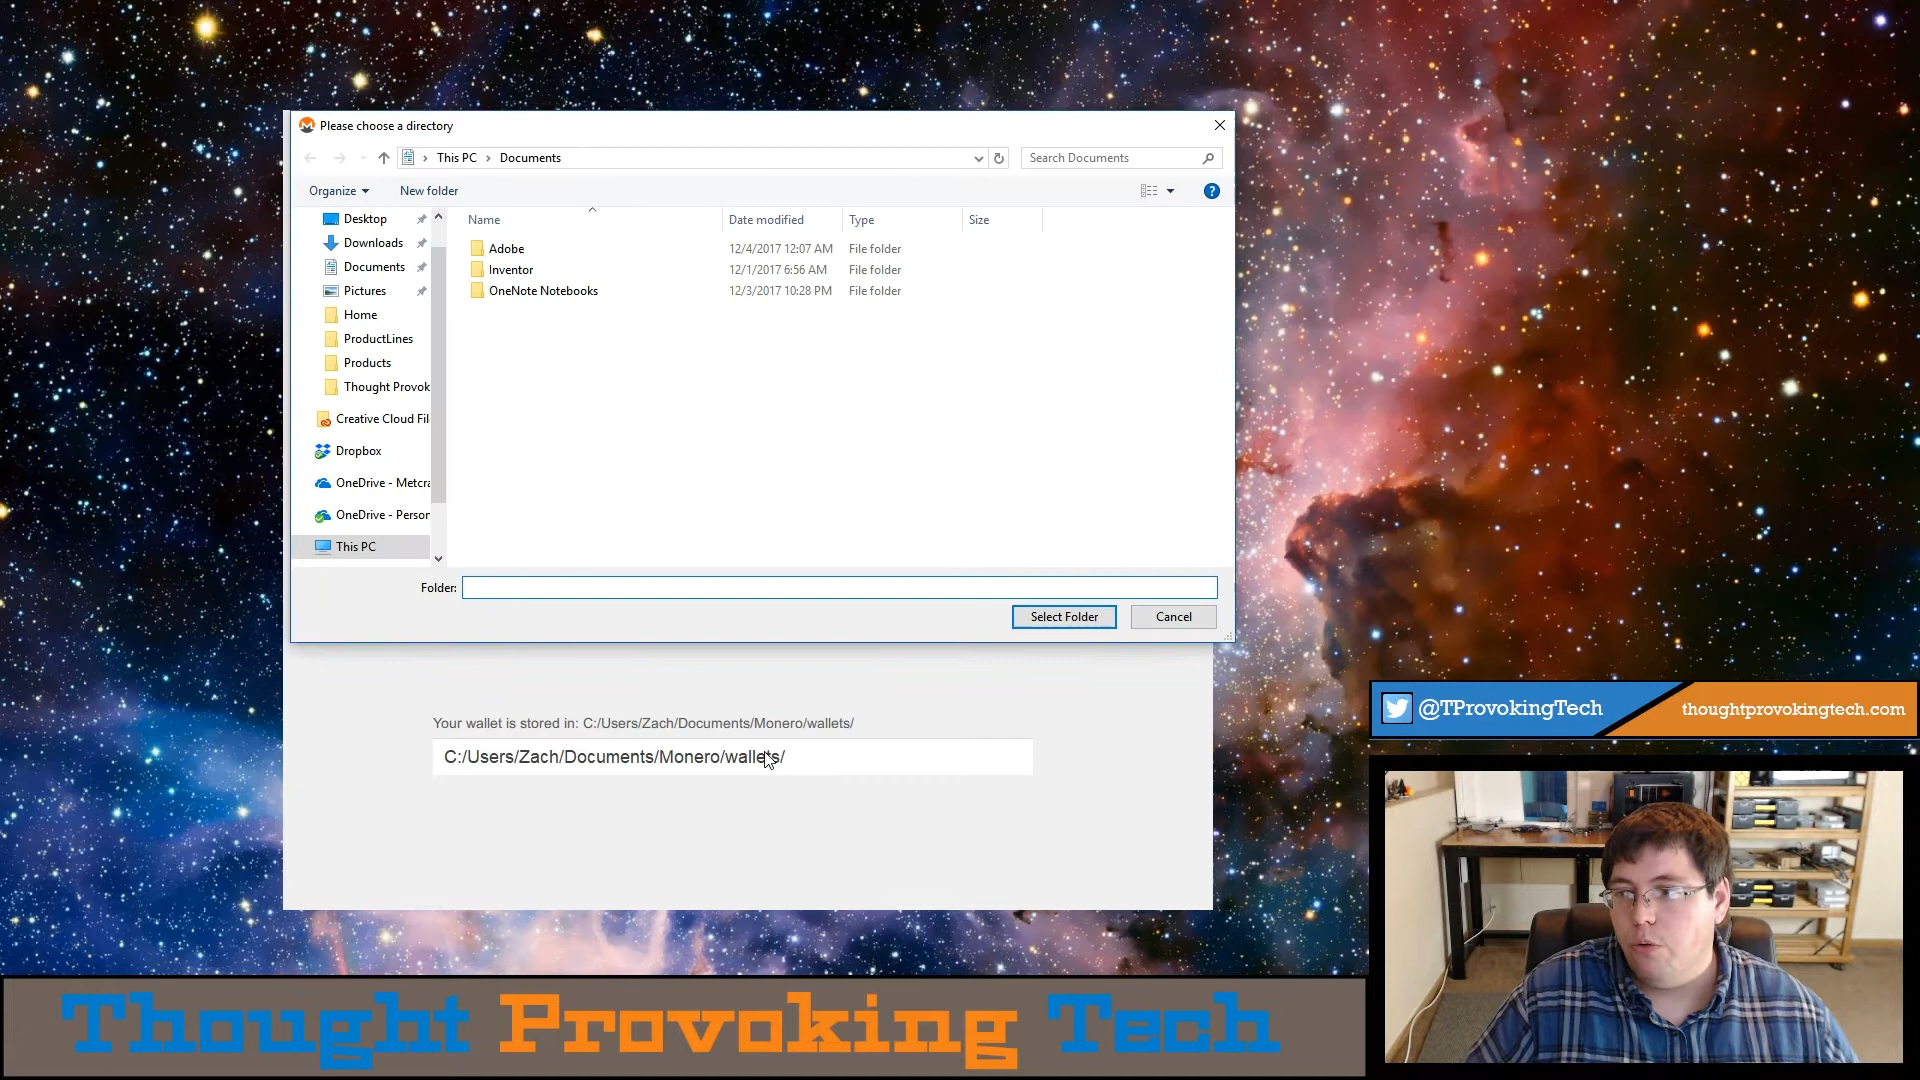 Please choose a directory
This PC > Documents
Search Documents
Organize
New folder
?
Name
Date modified
Type
Size
Desktop
Downloads
Documents
Pictures
Home
ProductLines
Products
Thought Provok
Creative Cloud Fil
Dropbox
OneDrive - Metcra
OneDrive - Person
This PC
Adobe 12/4/2017 12:07 AM File folder
Inventor 12/1/2017 6:56 AM File folder
OneNote Notebooks 12/3/2017 10:28 PM File folder
Folder:
Select Folder
Cancel
Your wallet is stored in: C:/Users/Zach/Documents/Monero/wallets/
C:/Users/Zach/Documents/Monero/wallets/
@TProvokingTech
thoughtprovokingtech.com
Thought Provoking Tech